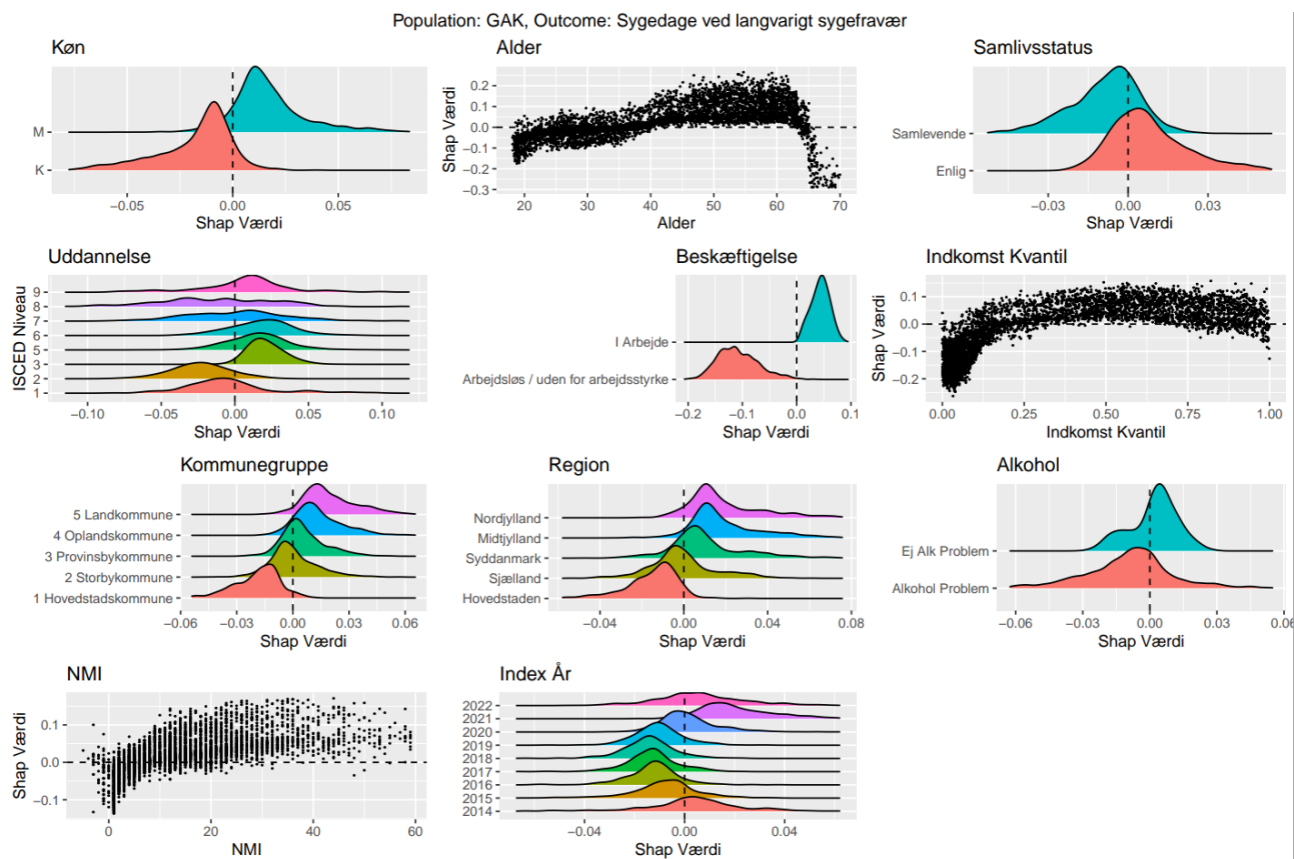 Population: GAK, Outcome: Sygedage ved langvarigt sygefravær
Køn
M
K
−0.05 0.00 0.05
Shap Værdi
Alder
Shap Værdi
0.2
0.1
0.0
−0.1
−0.2
−0.3
20 30 40 50 60 70
Alder
Samlivsstatus
Samlevende
Enlig
−0.03 0.00 0.03
Shap Værdi
Uddannelse
ISCED Niveau
9
8
7
6
5
3
2
1
−0.10 −0.05 0.00 0.05 0.10
Shap Værdi
Beskæftigelse
I Arbejde
Arbejdsløs / uden for arbejdsstyrke
−0.2 −0.1 0.0 0.1
Shap Værdi
Indkomst Kvantil
Shap Værdi
0.1
0.0
−0.1
−0.2
0.00 0.25 0.50 0.75 1.00
Indkomst Kvantil
Kommunegruppe
5 Landkommune
4 Oplandskommune
3 Provinsbykommune
2 Storbykommune
1 Hovedstadskommune
−0.06 −0.03 0.00 0.03 0.06
Shap Værdi
Region
Nordjylland
Midtjylland
Syddanmark
Sjælland
Hovedstaden
−0.04 0.00 0.04 0.08
Shap Værdi
Alkohol
Ej Alk Problem
Alkohol Problem
−0.06 −0.03 0.00 0.03 0.06
Shap Værdi
NMI
Shap Værdi
0.1
0.0
−0.1
0 20 40 60
NMI
Index År
2022
2021
2020
2019
2018
2017
2016
2015
2014
−0.04 0.00 0.04
Shap Værdi